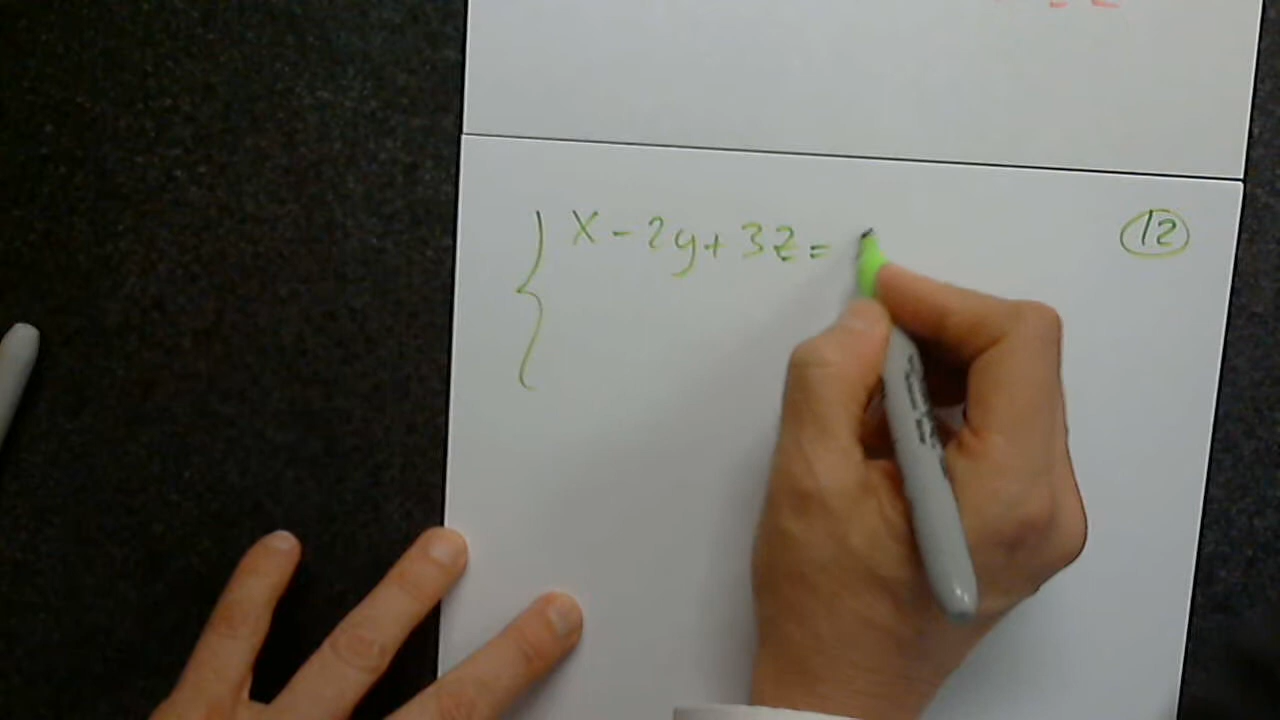 x - 2y + 3z =
12